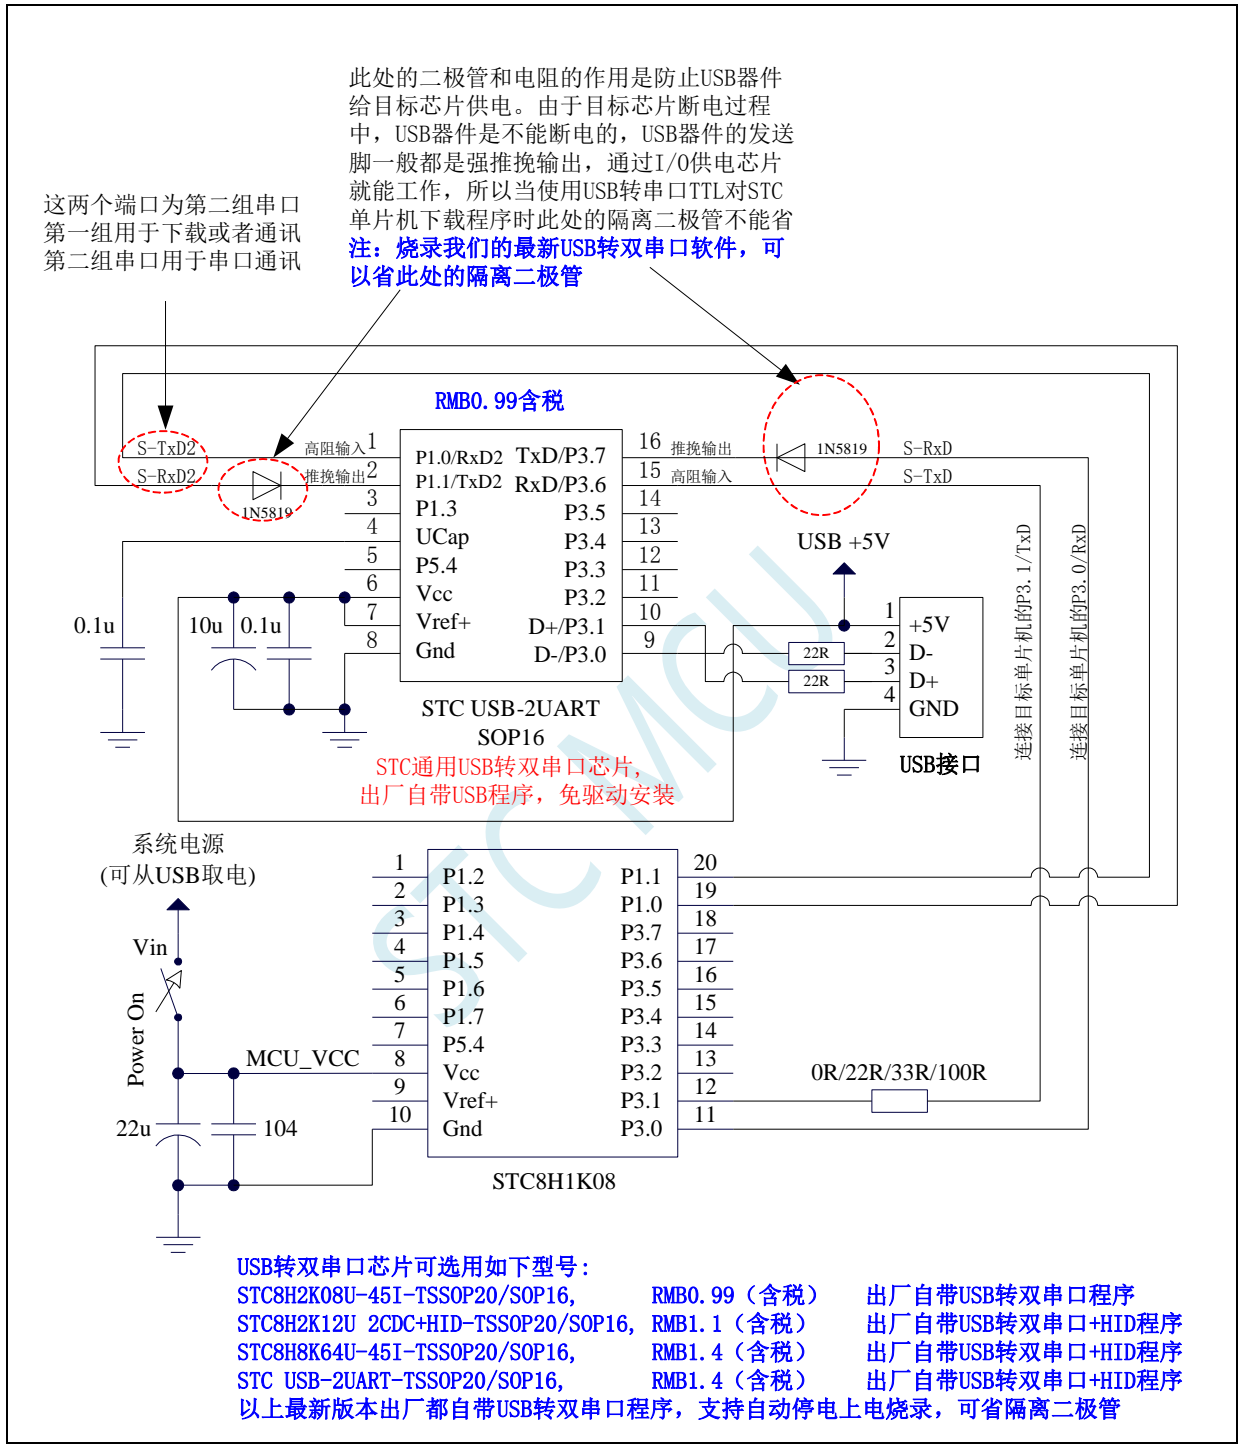 此处的二极管和电阻的作用是防止USB器件
给目标芯片供电。由于目标芯片断电过程
中，USB器件是不能断电的，USB器件的发送
脚一般都是强推挽输出，通过I/O供电芯片
就能工作，所以当使用USB转串口TTL对STC
单片机下载程序时此处的隔离二极管不能省
注：烧录我们的最新USB转双串口软件，可
以省此处的隔离二极管
这两个端口为第二组串口
第一组用于下载或者通讯
第二组串口用于串口通讯
RMB0.99含税
S-TxD2
高阻输入
1
P1.0/RxD2
TxD/P3.7
16
推挽输出
1N5819
S-RxD
S-RxD2
1N5819
推挽输出
2
P1.1/TxD2
RxD/P3.6
15
高阻输入
S-TxD
3
P1.3
P3.5
14
4
UCap
P3.4
13
5
P5.4
P3.3
12
6
Vcc
P3.2
11
7
Vref+
D+/P3.1
10
8
Gnd
D-/P3.0
9
0.1u
10u
0.1u
22R
22R
USB +5V
1
+5V
2
D-
3
D+
4
GND
USB接口
连接目标单片机的P3.1/TxD
连接目标单片机的P3.0/RxD
STC USB-2UART
SOP16
STC通用USB转双串口芯片，
出厂自带USB程序，免驱动安装
STC MCU
系统电源
(可从USB取电)
Vin
Power On
MCU_VCC
22u
104
1
P1.2
P1.1
20
2
P1.3
P1.0
19
3
P1.4
P3.7
18
4
P1.5
P3.6
17
5
P1.6
P3.5
16
6
P1.7
P3.4
15
7
P5.4
P3.3
14
8
Vcc
P3.2
13
9
Vref+
P3.1
12
10
Gnd
P3.0
11
0R/22R/33R/100R
STC8H1K08
USB转双串口芯片可选用如下型号：
STC8H2K08U-45I-TSSOP20/SOP16, RMB0.99（含税） 出厂自带USB转双串口程序
STC8H2K12U 2CDC+HID-TSSOP20/SOP16, RMB1.1（含税） 出厂自带USB转双串口+HID程序
STC8H8K64U-45I-TSSOP20/SOP16, RMB1.4（含税） 出厂自带USB转双串口+HID程序
STC USB-2UART-TSSOP20/SOP16, RMB1.4（含税） 出厂自带USB转双串口+HID程序
以上最新版本出厂都自带USB转双串口程序，支持自动停电上电烧录，可省隔离二极管